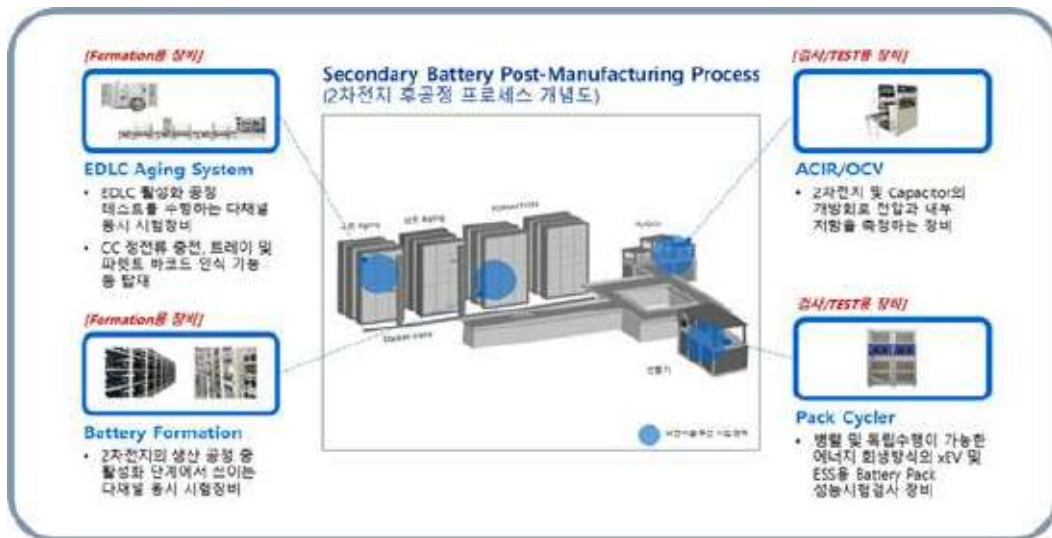 [Formation용 장비]
EDLC Aging System
• EDLC 활성화 공정
테스트를 수행하는 다채널
동시 시험장비
• CC 정전류 충전, 트레이 및
파렛트 바코드 인식 기능
등 탑재
[Formation용 장비]
Battery Formation
• 2차전지의 생산 공정 중
활성화 단계에서 쓰이는
다채널 동시 시험장비
Secondary Battery Post-Manufacturing Process
(2차전지 후공정 프로세스 개념도)
Aging
Aging
FORMATION
선별기
[검사/TEST용 장비]
ACIR/OCV
• 2차전지 및 Capacitor의
개방회로 전압과 내부
저항을 측정하는 장비
검사/TEST용 장비]
Pack Cycler
• 병렬 및 독립수행이 가능한
에너지 회생방식의 xEV 및
ESS용 Battery Pack
성능시험검사 장비